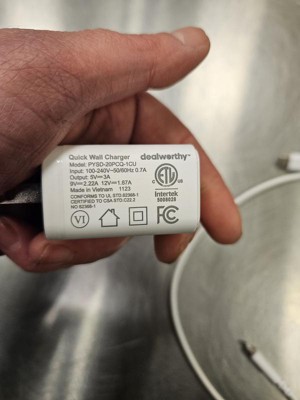 Quick Wall Charger dealworthy™
Model: PYSD-20PCQ-1CU
Input: 100-240V~50/60Hz 0.7A
Output: 5V⎓3A
9V⎓2.22A 12V⎓1.67A
Made in Vietnam 1123
CONFORMS TO UL STD.62368-1
CERTIFIED TO CSA STD.C22.2
NO.62368-1
ETL
Intertek
5008028
VI
FC